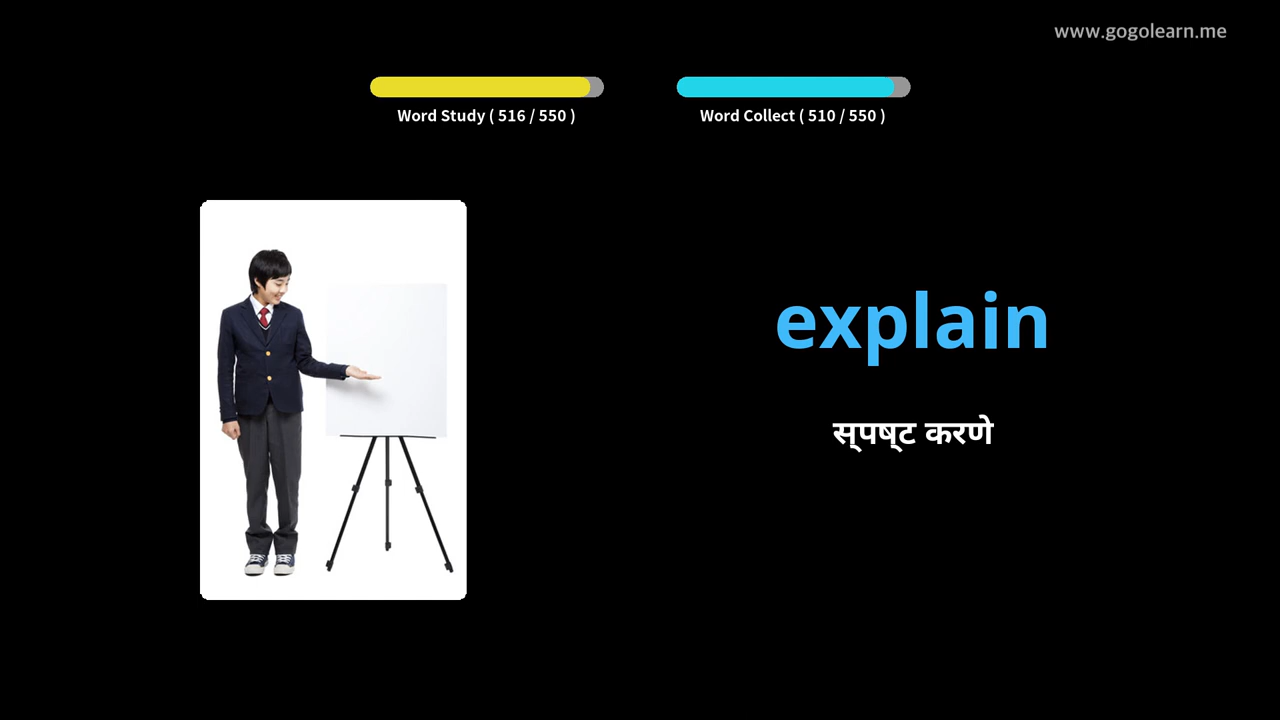 www.gogolearn.me
Word Study ( 516 / 550 )
Word Collect ( 510 / 550 )
explain
स्पष्ट करणे